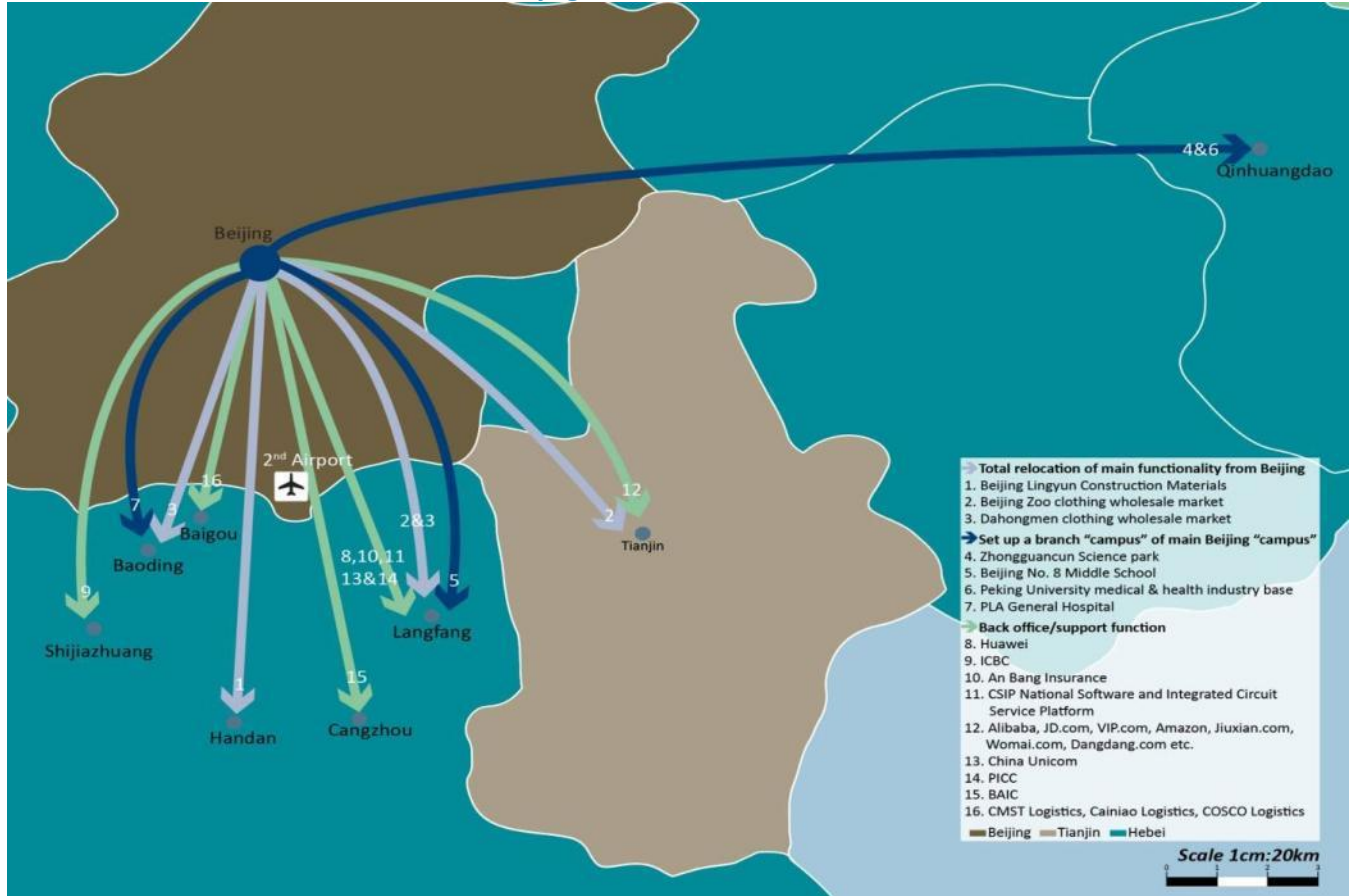 4&6
Qinhuangdao
Beijing
2nd Airport
16
7
3
Baigou
Baoding
12
2
Tianjin
2&3
8,10,11
13&14
5
9
Langfang
Shijiazhuang
15
1
Cangzhou
Handan
Total relocation of main functionality from Beijing
1. Beijing Lingyun Construction Materials
2. Beijing Zoo clothing wholesale market
3. Dahongmen clothing wholesale market
Set up a branch “campus” of main Beijing “campus”
4. Zhongguancun Science park
5. Beijing No. 8 Middle School
6. Peking University medical & health industry base
7. PLA General Hospital
Back office/support function
8. Huawei
9. ICBC
10. An Bang Insurance
11. CSIP National Software and Integrated Circuit
Service Platform
12. Alibaba, JD.com, VIP.com, Amazon, Jiuxian.com,
Womai.com, Dangdang.com etc.
13. China Unicom
14. PICC
15. BAIC
16. CMST Logistics, Cainiao Logistics, COSCO Logistics
Beijing Tianjin Hebei
Scale 1cm:20km
0 1 2 3